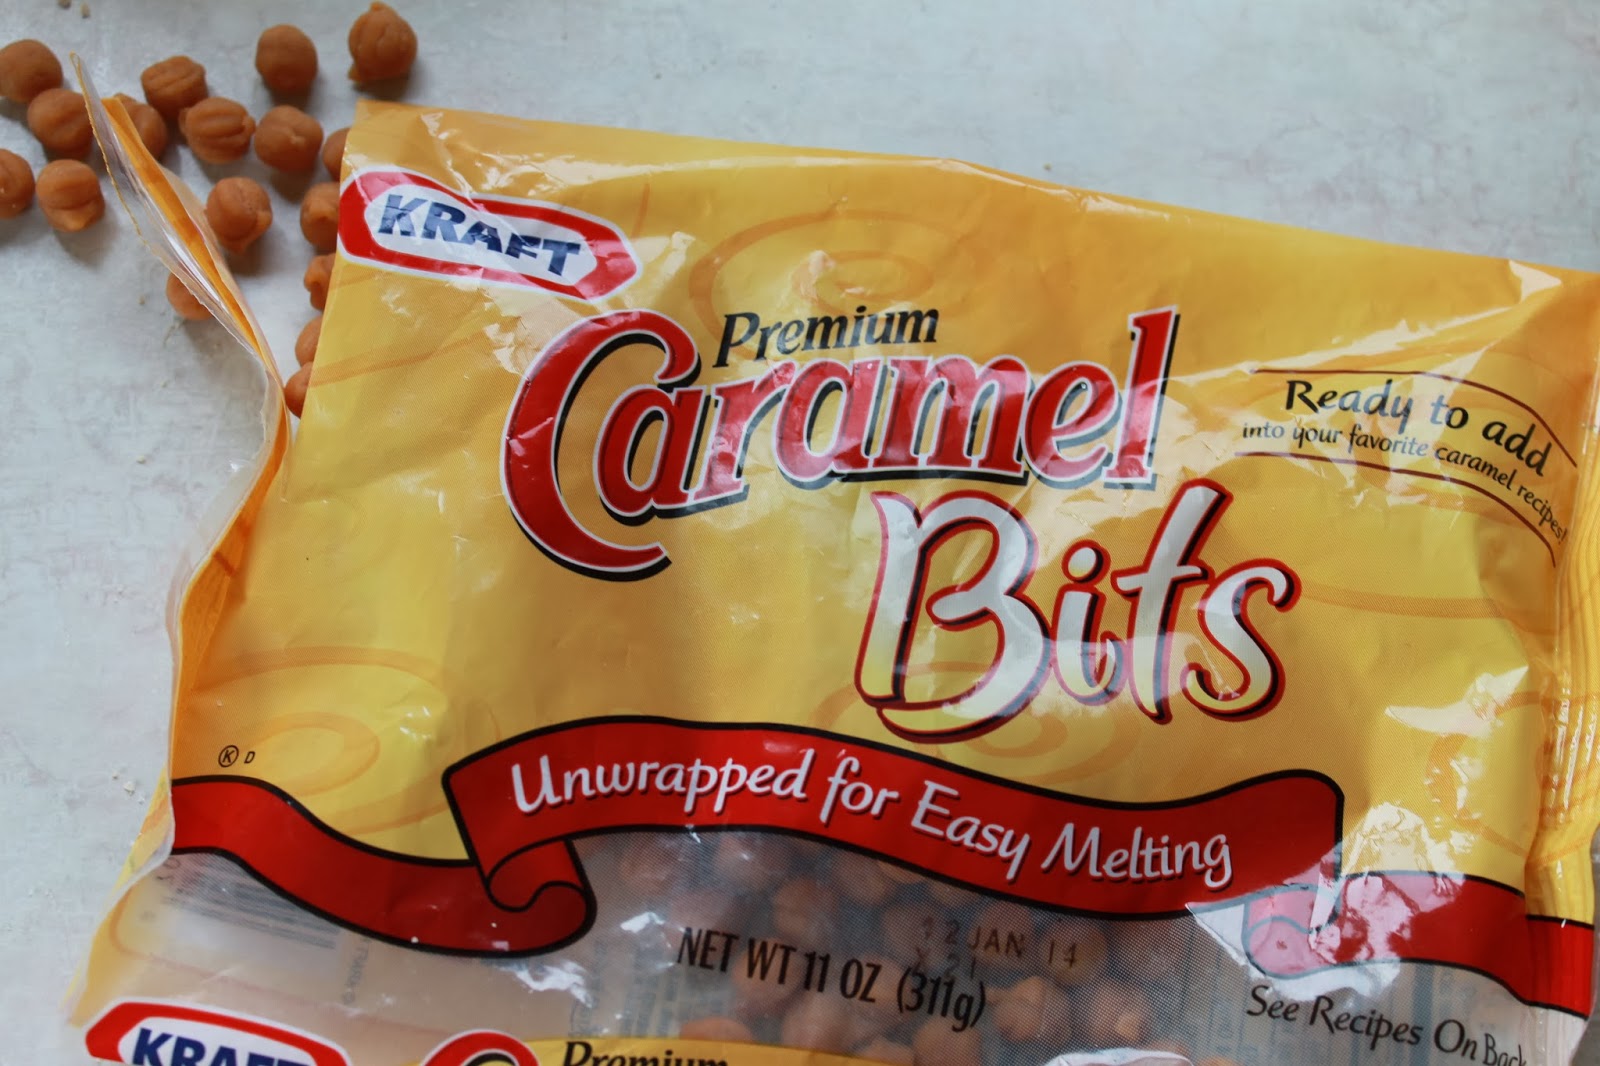 KRAFT
Premium
Caramel
Bits
Ready to add
into your favorite caramel recipes!
K D
Unwrapped for Easy Melting
12 JAN 14
NET WT 11 OZ (311g)
See Recipes On Back
KRAFT
Premium